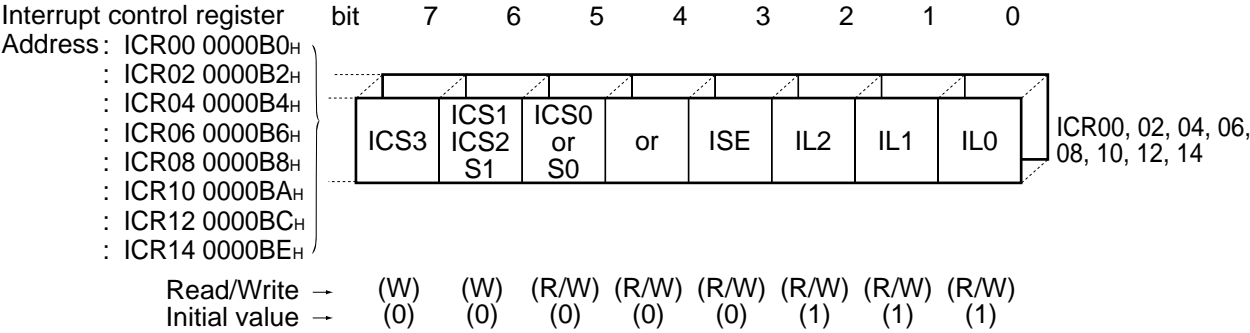 Interrupt control register bit 7 6 5 4 3 2 1 0
Address : ICR00 0000B0H
: ICR02 0000B2H
: ICR04 0000B4H
: ICR06 0000B6H
: ICR08 0000B8H
: ICR10 0000BAH
: ICR12 0000BCH
: ICR14 0000BEH
ICS3
ICS1
ICS2
S1
ICS0
or
S0
or
ISE
IL2
IL1
IL0
ICR00, 02, 04, 06,
08, 10, 12, 14
Read/Write → (W) (W) (R/W) (R/W) (R/W) (R/W) (R/W) (R/W)
Initial value → (0) (0) (0) (0) (0) (1) (1) (1)